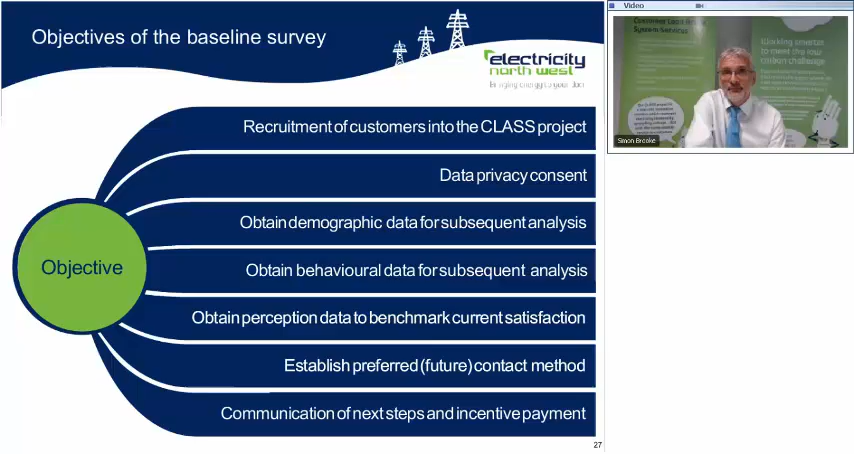 Objectives of the baseline survey
electricity
north west
Bringing energy to your door
Recruitment of customers into the CLASS project
Data privacy consent
Obtain demographic data for subsequent analysis
Obtain behavioural data for subsequent analysis
Objective
Obtain perception data to benchmark current satisfaction
Establish preferred (future) contact method
Communication of next steps and incentive payment
27
Video
System Services
Working smarter
to meet the low
carbon challenge
Simon Brooke